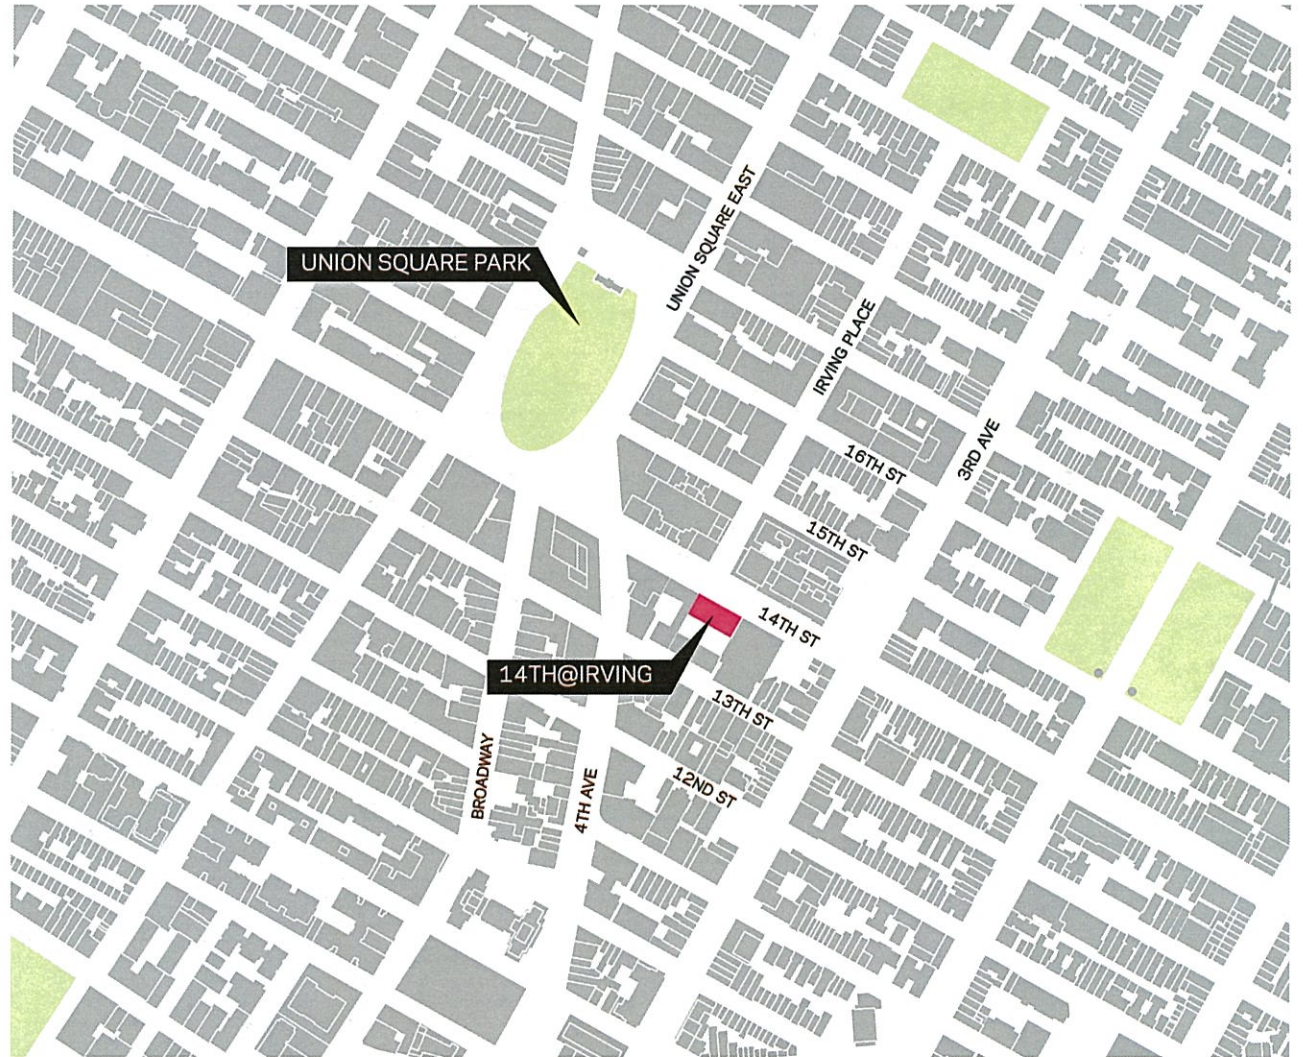 UNION SQUARE EAST
UNION SQUARE PARK
IRVING PLACE
3RD AVE
16TH ST
15TH ST
14TH ST
14TH@IRVING
13TH ST
BROADWAY
4TH AVE
12ND ST